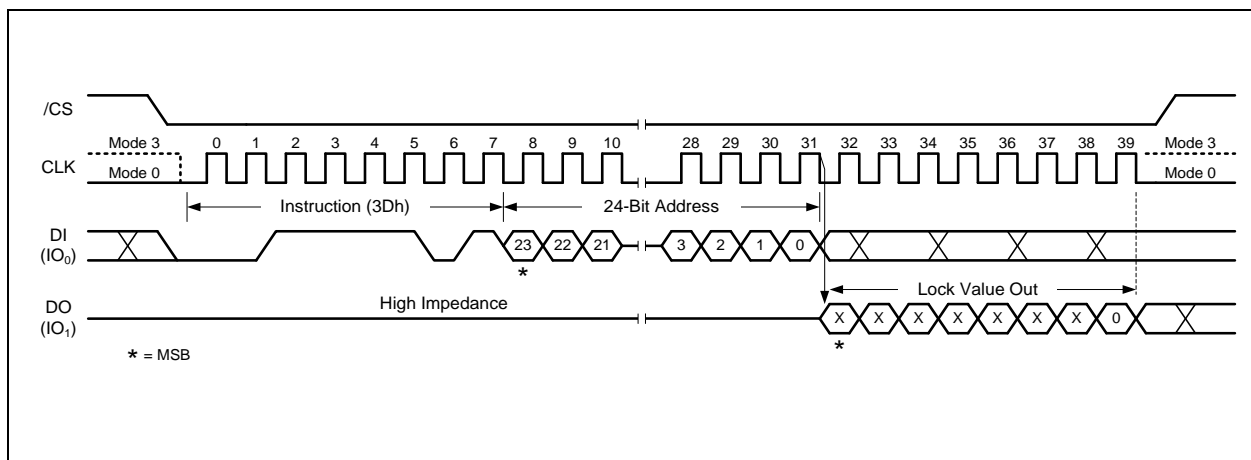 /CS
Mode 3 0 1 2 3 4 5 6 7 8 9 10 28 29 30 31 32 33 34 35 36 37 38 39 Mode 3
CLK
Mode 0 Mode 0
Instruction (3Dh) 24-Bit Address
DI
(IO₀)
23 22 21 3 2 1 0
*
Lock Value Out
High Impedance
DO
(IO₁)
X X X X X X X 0
*
* = MSB